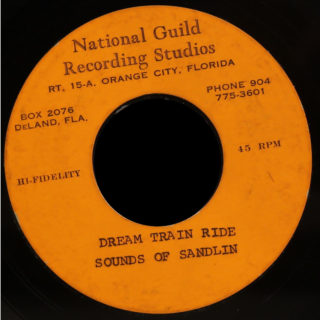 National Guild
Recording Studios
RT. 15-A. ORANGE CITY, FLORIDA
BOX 2076
DeLAND, FLA.
PHONE 904
775-3601
HI-FIDELITY
45 RPM
DREAM TRAIN RIDE
SOUNDS OF SANDLIN